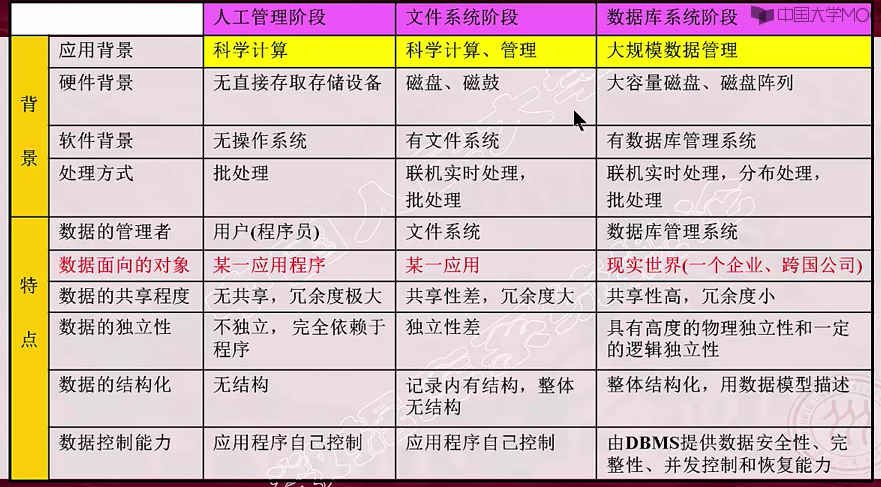 人工管理阶段 文件系统阶段 数据库系统阶段 中国大学MOO
背景
应用背景 科学计算 科学计算、管理 大规模数据管理
硬件背景 无直接存取存储设备 磁盘、磁鼓 大容量磁盘、磁盘阵列
软件背景 无操作系统 有文件系统 有数据库管理系统
处理方式 批处理 联机实时处理， 联机实时处理，分布处理，
批处理 批处理
特点
数据的管理者 用户(程序员) 文件系统 数据库管理系统
数据面向的对象 某一应用程序 某一应用 现实世界(一个企业、跨国公司)
数据的共享程度 无共享，冗余度极大 共享性差，冗余度大 共享性高，冗余度小
数据的独立性 不独立， 完全依赖于 独立性差 具有高度的物理独立性和一定
程序 的逻辑独立性
数据的结构化 无结构 记录内有结构，整体 整体结构化，用数据模型描述
无结构
数据控制能力 应用程序自己控制 应用程序自己控制 由DBMS提供数据安全性、完
整性、并发控制和恢复能力